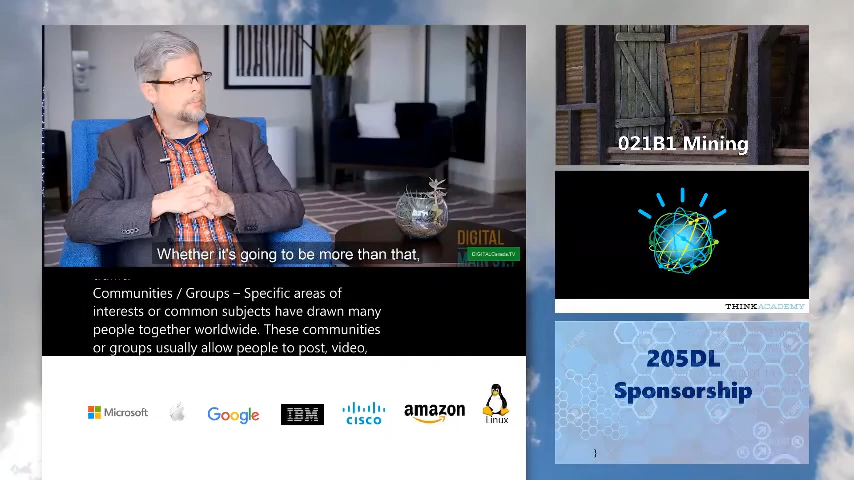 Whether it's going to be more than that,
DIGITAL
DIGITALCanada.TV
Communities / Groups – Specific areas of
interests or common subjects have drawn many
people together worldwide. These communities
or groups usually allow people to post, video,
Microsoft
Google
IBM
CISCO
amazon
Linux
021B1 Mining
THINKACADEMY
205DL
Sponsorship
}